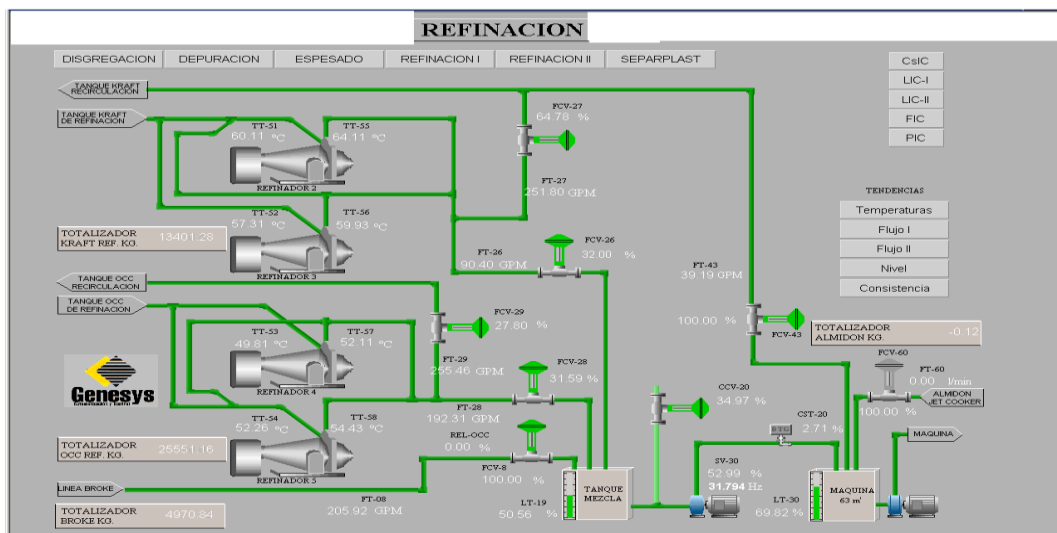 REFINACION
DISGREGACION DEPURACION ESPESADO REFINACION I REFINACION II SEPARPLAST
CsIC
LIC-I
LIC-II
FIC
PIC
TANQUE KRAFT
RECIRCULACION
TANQUE KRAFT
DE REFINACION
TT-51
60.11 ºC
TT-55
64.11 ºC
REFINADOR 2
FCV-27
64.78 %
FT-27
251.80 GPM
TT-52
57.31 ºC
TT-56
59.93 ºC
REFINADOR 3
TOTALIZADOR
KRAFT REF. KG.
13401.28
FT-26
90.40 GPM
FCV-26
32.00 %
FT-43
39.19 GPM
TENDENCIAS
Temperaturas
Flujo I
Flujo II
Nivel
Consistencia
TANQUE OCC
RECIRCULACION
TANQUE OCC
DE REFINACION
TT-53
49.81 ºC
TT-57
52.11 ºC
REFINADOR 4
FCV-29
27.80 %
FT-29
255.46 GPM
FCV-28
31.59 %
FT-28
192.31 GPM
100.00 %
FCV-43
TOTALIZADOR
ALMIDON KG.
-0.12
FCV-60
FT-60
0.00 l/min
ALMIDON
JET COOKER
100.00 %
Genesys
TT-54
52.26 ºC
TT-58
54.43 ºC
REFINADOR 5
TOTALIZADOR
OCC REF. KG.
25551.16
REL-OCC
0.00 %
FCV-8
100.00 %
CCV-20
34.97 %
CST-20
2.71 %
MAQUINA
LINEA BROKE
FT-08
205.92 GPM
TOTALIZADOR
BROKE KG.
4970.84
LT-19
50.56 %
TANQUE
MEZCLA
SV-30
52.99 %
31.794 Hz
LT-30
69.82 %
MAQUINA
63 m³